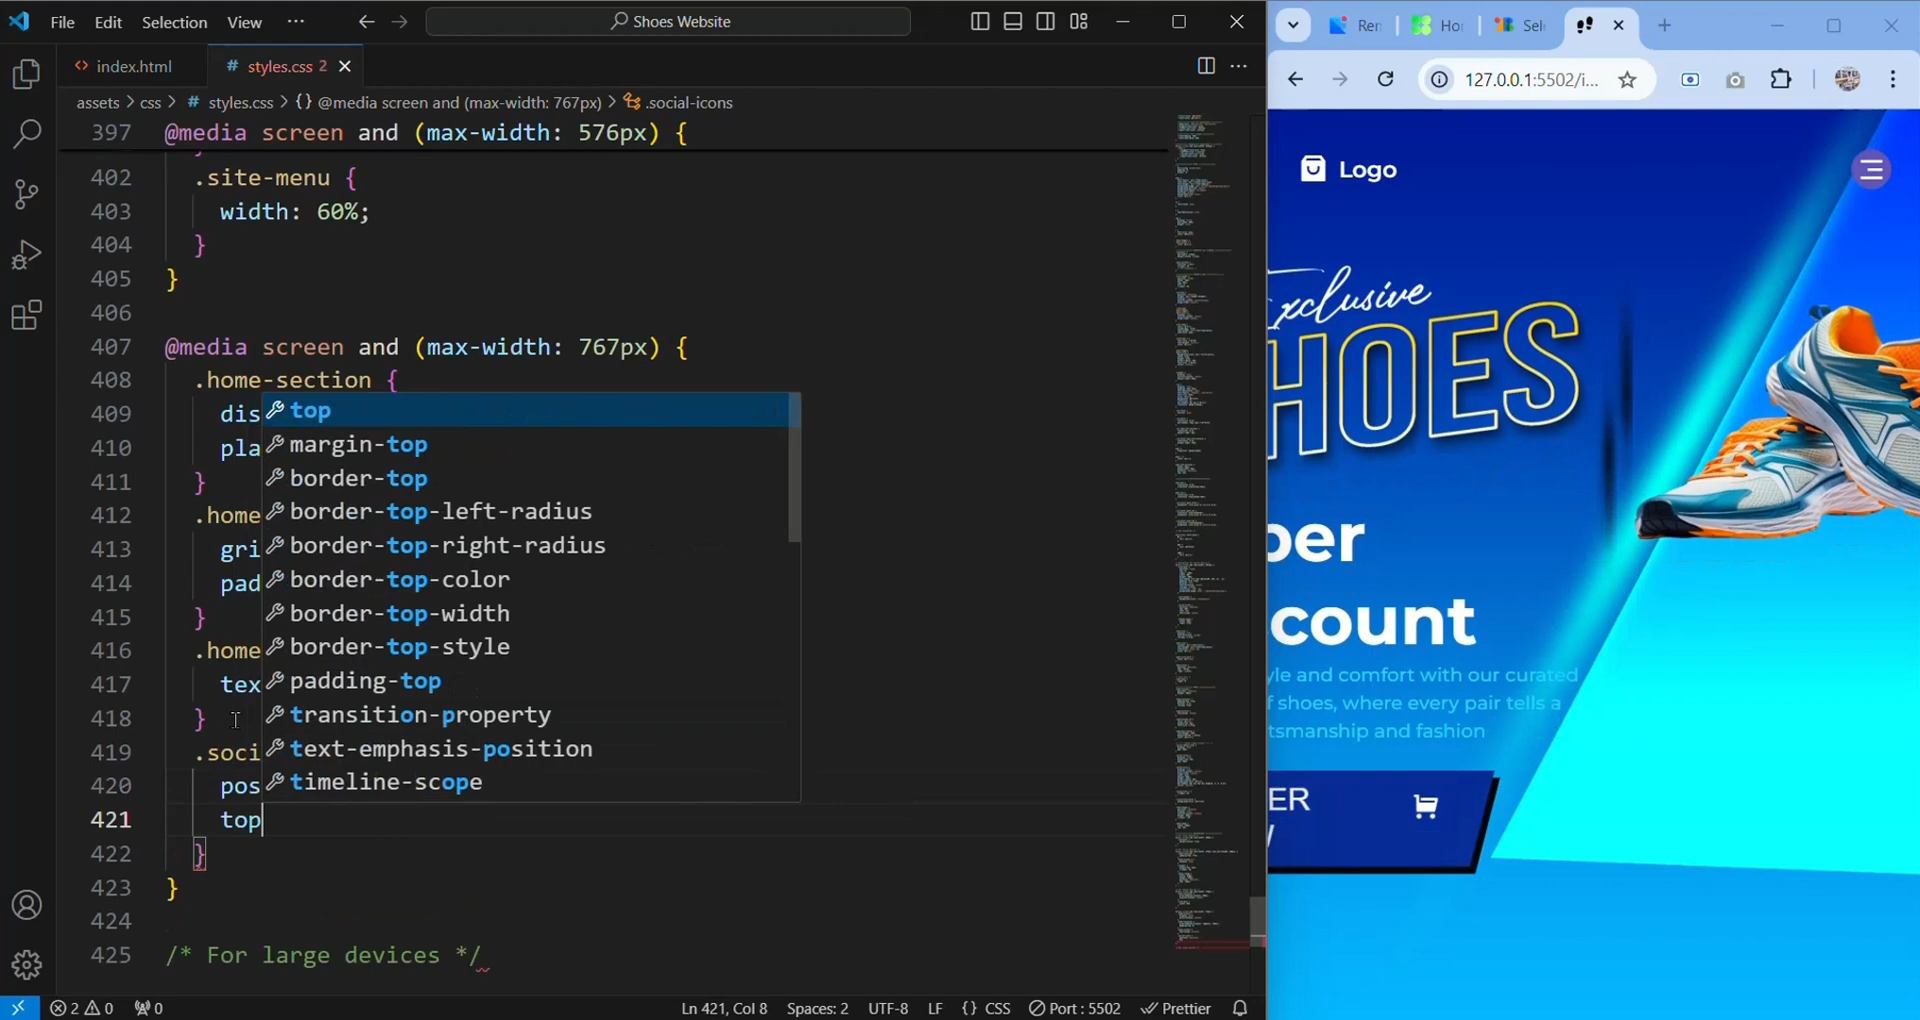 File Edit Selection View ··· Shoes Website
index.html # styles.css 2
assets > css > # styles.css > {} @media screen and (max-width: 767px) > .social-icons
397 @media screen and (max-width: 576px) {
402 .site-menu {
403 width: 60%;
404 }
405 }
406
407 @media screen and (max-width: 767px) {
408 .home-section {
409 dis
410 pla
411 }
412 .home
413 gri
414 pad
415 }
416 .home
417 tex
418 }
419 .soci
420 pos
421 top
422 }
423 }
424
425 /* For large devices */
top
margin-top
border-top
border-top-left-radius
border-top-right-radius
border-top-color
border-top-width
border-top-style
padding-top
transition-property
text-emphasis-position
timeline-scope
2 0 0 Ln 421, Col 8 Spaces: 2 UTF-8 LF {} CSS Port : 5502 Prettier
Ren Ho Sele
127.0.0.1:5502/i...
Logo
Exclusive
HOES
per
count
yle and comfort with our curated
f shoes, where every pair tells a
tsmanship and fashion
ER